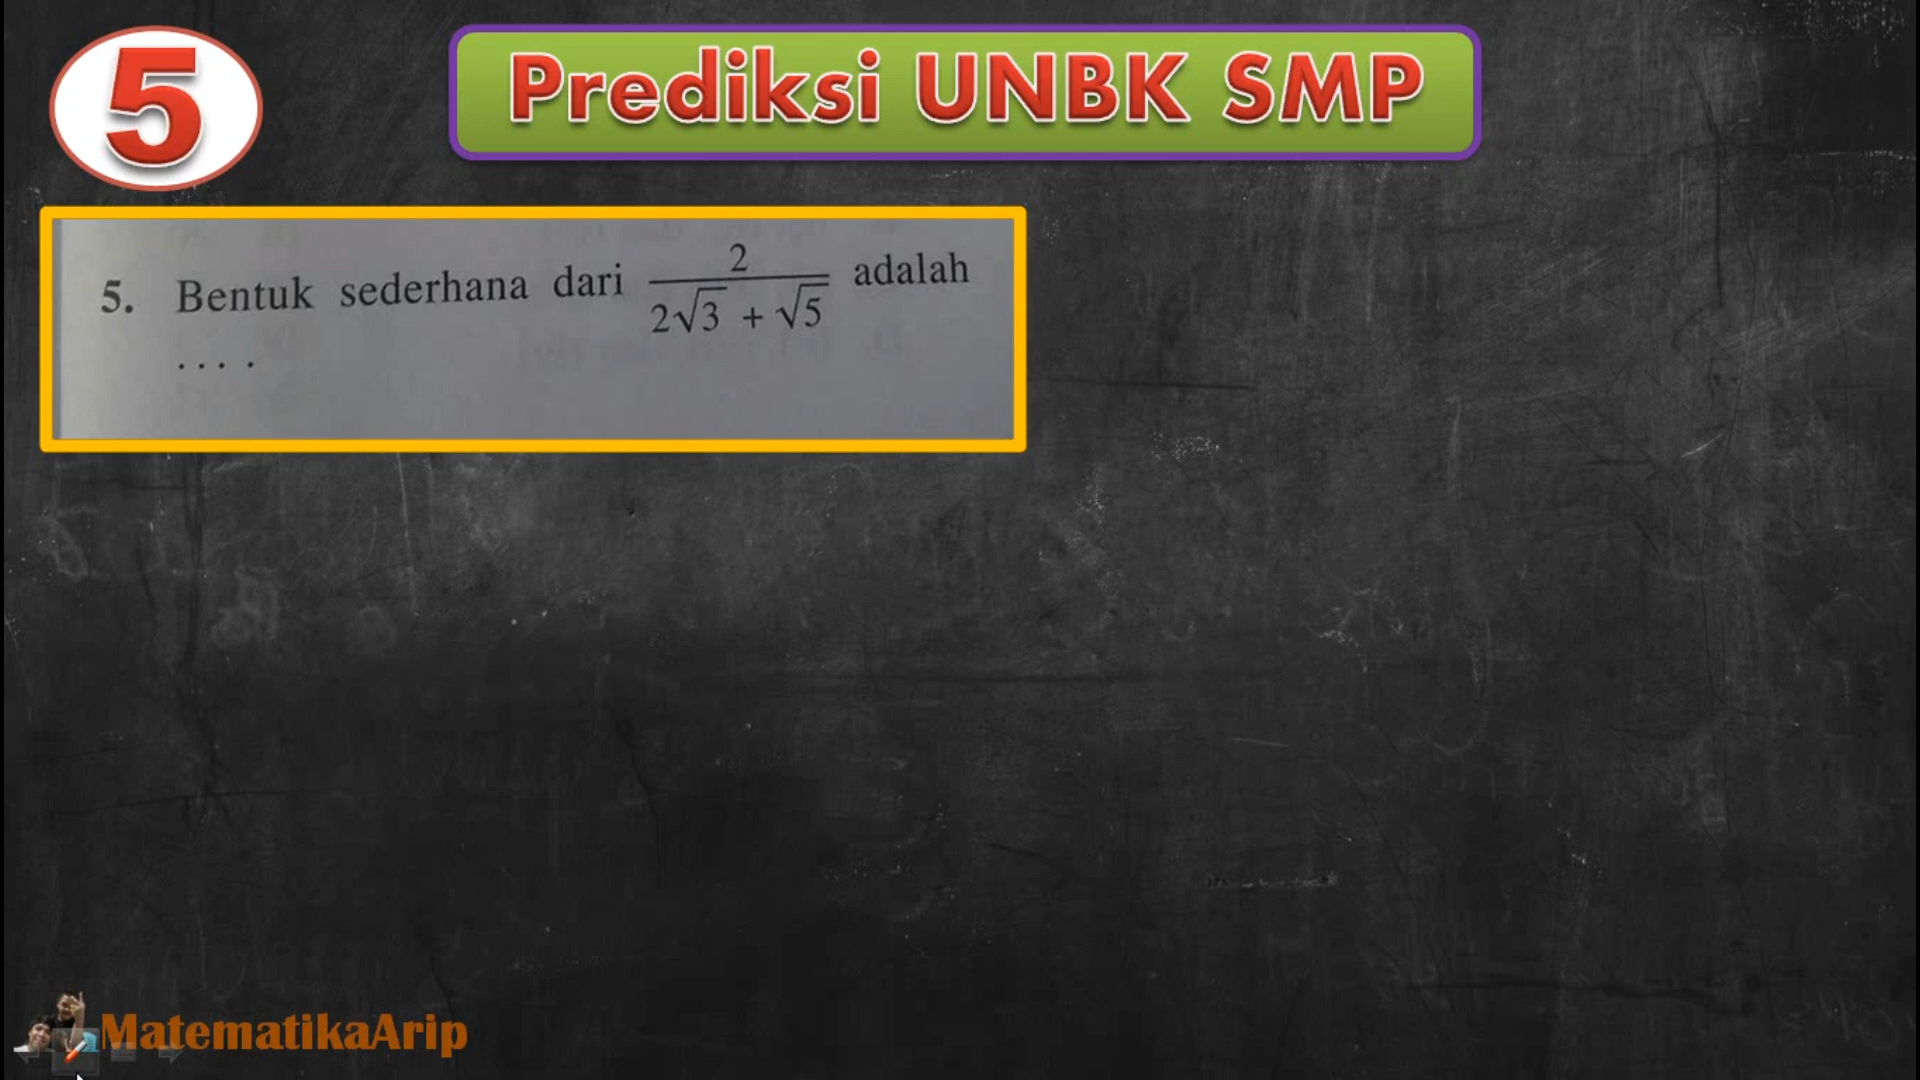 5
Prediksi UNBK SMP
5. Bentuk sederhana dari 2/(2√3 + √5) adalah
. . . .
MatematikaArip